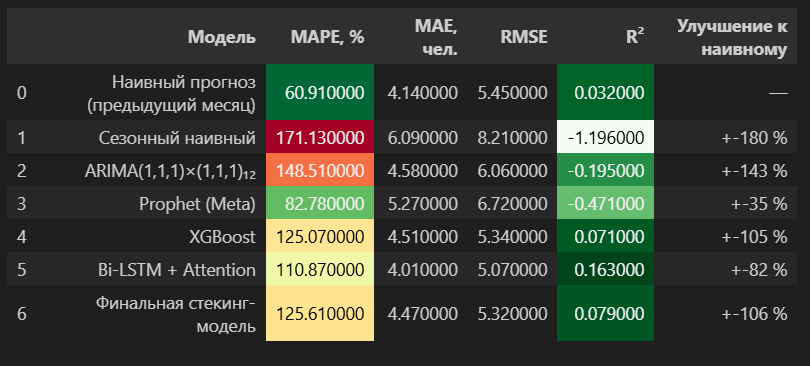 Модель MAPE, % MAE, чел. RMSE R² Улучшение к наивному
0 Наивный прогноз (предыдущий месяц) 60.910000 4.140000 5.450000 0.032000 —
1 Сезонный наивный 171.130000 6.090000 8.210000 -1.196000 +-180 %
2 ARIMA(1,1,1)×(1,1,1)₁₂ 148.510000 4.580000 6.060000 -0.195000 +-143 %
3 Prophet (Meta) 82.780000 5.270000 6.720000 -0.471000 +-35 %
4 XGBoost 125.070000 4.510000 5.340000 0.071000 +-105 %
5 Bi-LSTM + Attention 110.870000 4.010000 5.070000 0.163000 +-82 %
6 Финальная стекинг-модель 125.610000 4.470000 5.320000 0.079000 +-106 %